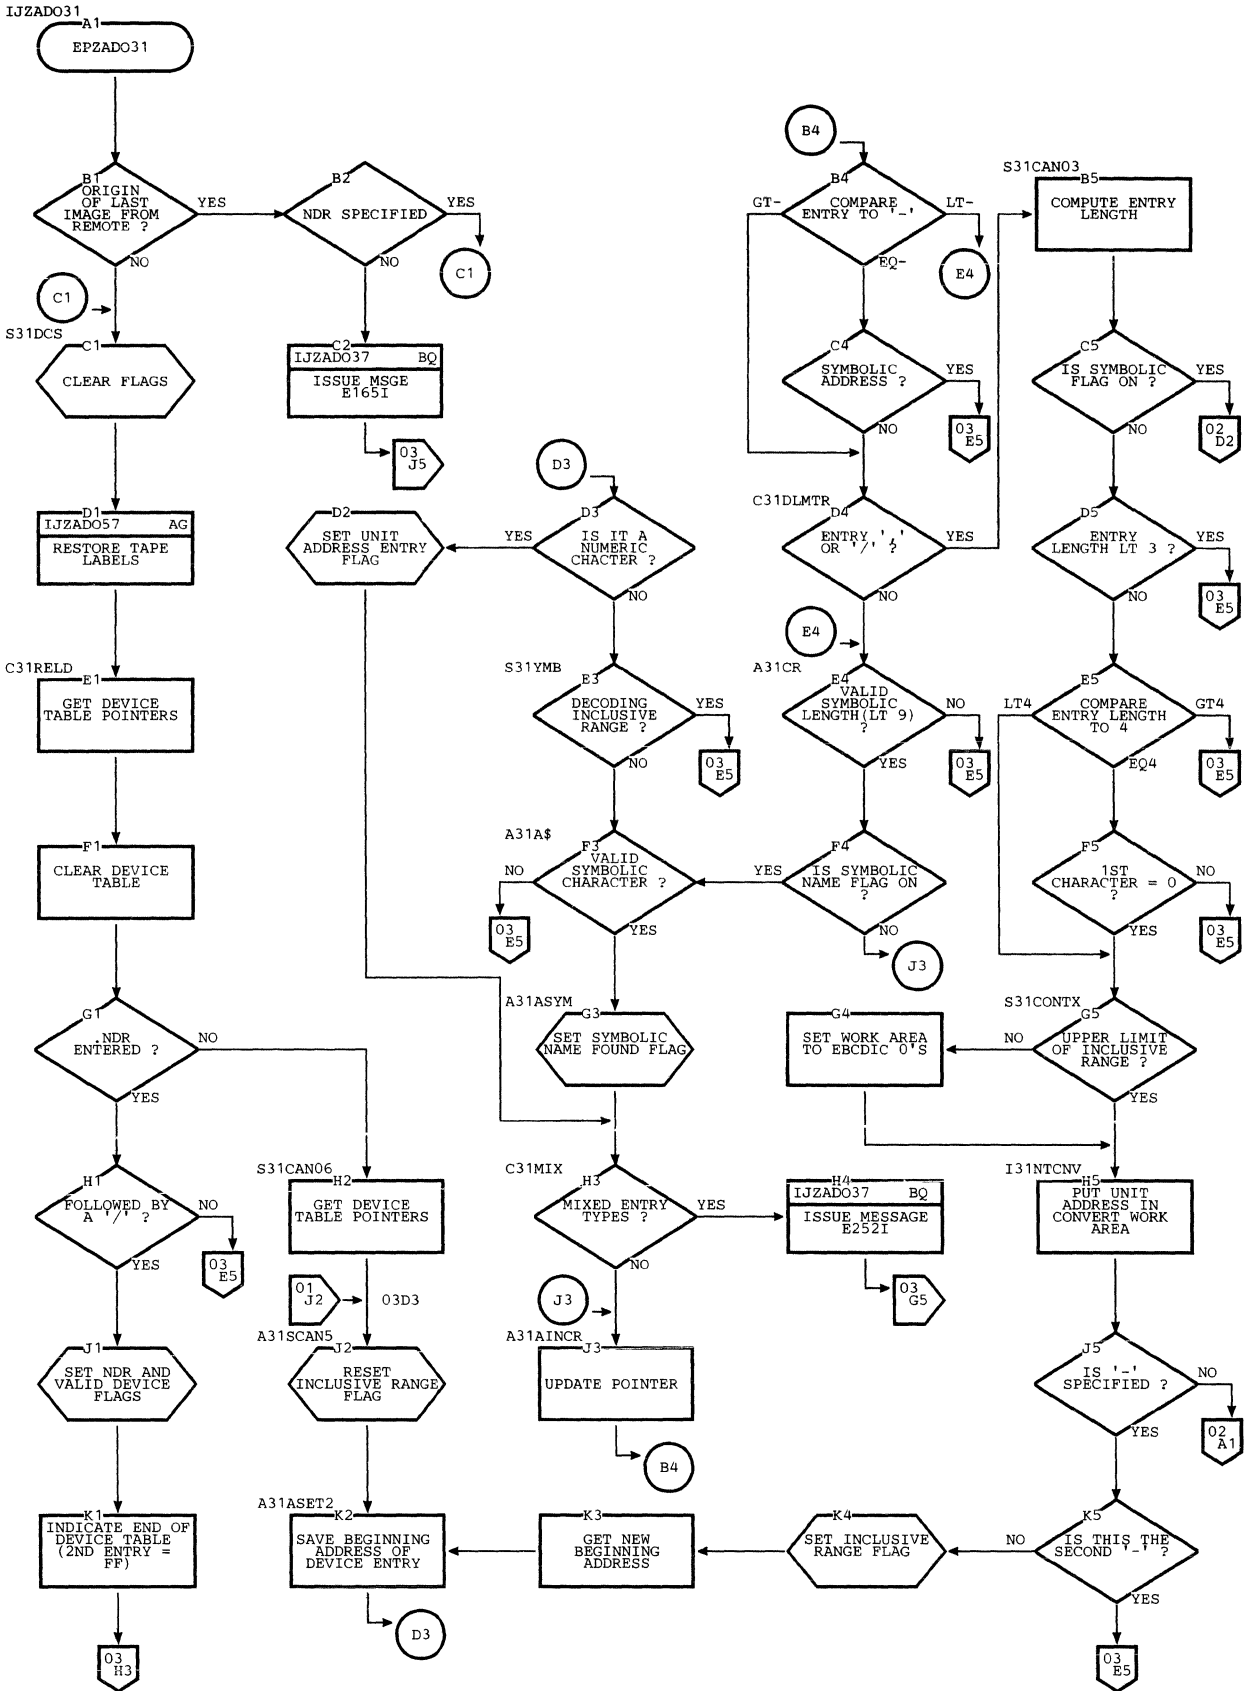 IJZADO31
A1
EPZADO31
B1
ORIGIN
OF LAST
IMAGE FROM
REMOTE ?
YES
NO
B2
NDR SPECIFIED
YES
NO
C1
C1
S31DCS
C1
CLEAR FLAGS
C2
IJZADO37 BQ
ISSUE MSGE
E165I
03
J5
D1
IJZADO57 AG
RESTORE TAPE
LABELS
C31RELD
E1
GET DEVICE
TABLE POINTERS
F1
CLEAR DEVICE
TABLE
G1
.NDR
ENTERED ?
NO
YES
H1
FOLLOWED BY
A '/' ?
NO
YES
03
E5
J1
SET NDR AND
VALID DEVICE
FLAGS
K1
INDICATE END OF
DEVICE TABLE
(2ND ENTRY =
FF)
03
H3
D2
SET UNIT
ADDRESS ENTRY
FLAG
S31CAN06
H2
GET DEVICE
TABLE POINTERS
01
J2
03D3
A31SCAN5
J2
RESET
INCLUSIVE RANGE
FLAG
A31ASET2
K2
SAVE BEGINNING
ADDRESS OF
DEVICE ENTRY
D3
D3
D3
IS IT A
NUMERIC
CHACTER ?
YES
NO
S31YMB
E3
DECODING
INCLUSIVE
RANGE ?
YES
NO
03
E5
A31A$
F3
VALID
SYMBOLIC
CHARACTER ?
NO
YES
03
E5
A31ASYM
G3
SET SYMBOLIC
NAME FOUND FLAG
C31MIX
H3
MIXED ENTRY
TYPES ?
YES
NO
J3
A31AINCR
J3
UPDATE POINTER
B4
K3
GET NEW
BEGINNING
ADDRESS
B4
B4
COMPARE
ENTRY TO '-'
GT-
LT-
EQ-
E4
C4
SYMBOLIC
ADDRESS ?
YES
NO
03
E5
C31DLMTR
D4
ENTRY ','
OR '/' ?
YES
NO
E4
A31CR
E4
VALID
SYMBOLIC
LENGTH(LT 9)
?
NO
YES
03
E5
F4
IS SYMBOLIC
NAME FLAG ON
?
YES
NO
J3
G4
SET WORK AREA
TO EBCDIC 0'S
H4
IJZADO37 BQ
ISSUE MESSAGE
E252I
03
G5
K4
SET INCLUSIVE
RANGE FLAG
S31CAN03
B5
COMPUTE ENTRY
LENGTH
C5
IS SYMBOLIC
FLAG ON ?
YES
NO
02
D2
D5
ENTRY
LENGTH LT 3 ?
YES
NO
03
E5
E5
COMPARE
ENTRY LENGTH
TO 4
LT4
GT4
EQ4
03
E5
F5
1ST
CHARACTER = 0
?
NO
YES
03
E5
S31CONTX
G5
UPPER LIMIT
OF INCLUSIVE
RANGE ?
NO
YES
I31NTCNV
H5
PUT UNIT
ADDRESS IN
CONVERT WORK
AREA
J5
IS '-'
SPECIFIED ?
NO
YES
02
A1
K5
IS THIS THE
SECOND '-' ?
NO
YES
03
E5